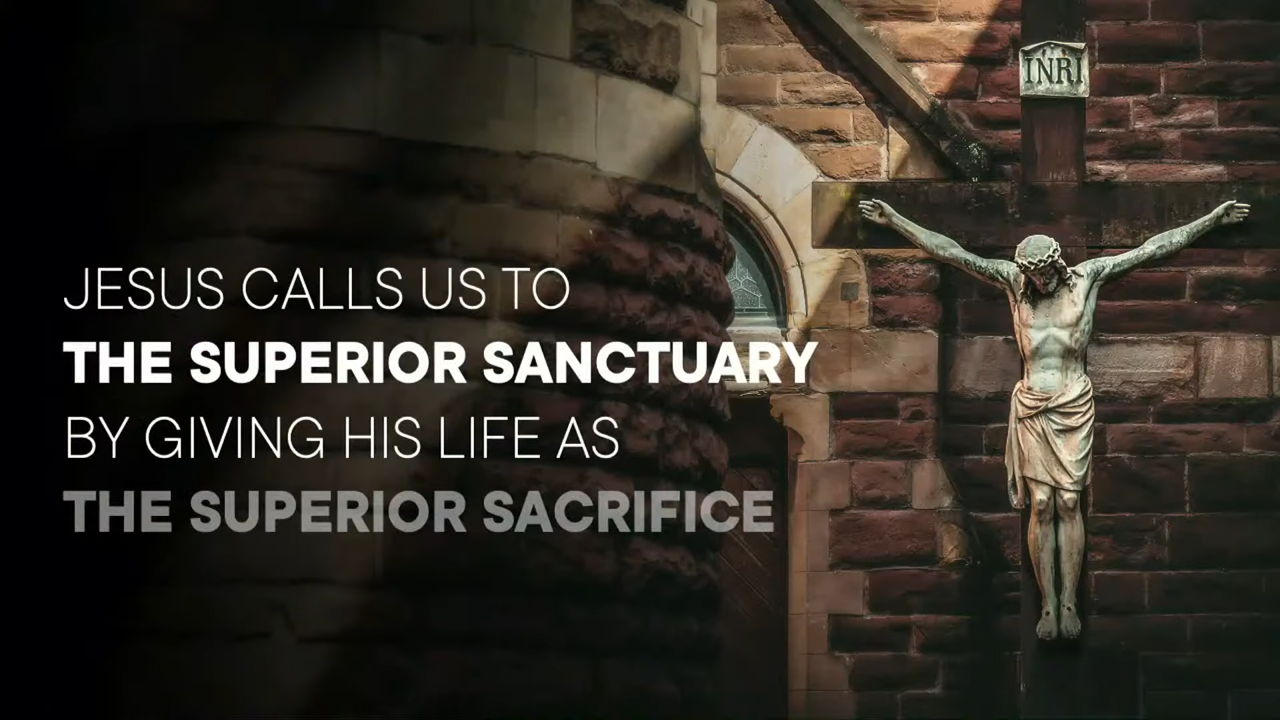 INRI
JESUS CALLS US TO
THE SUPERIOR SANCTUARY
BY GIVING HIS LIFE AS
THE SUPERIOR SACRIFICE